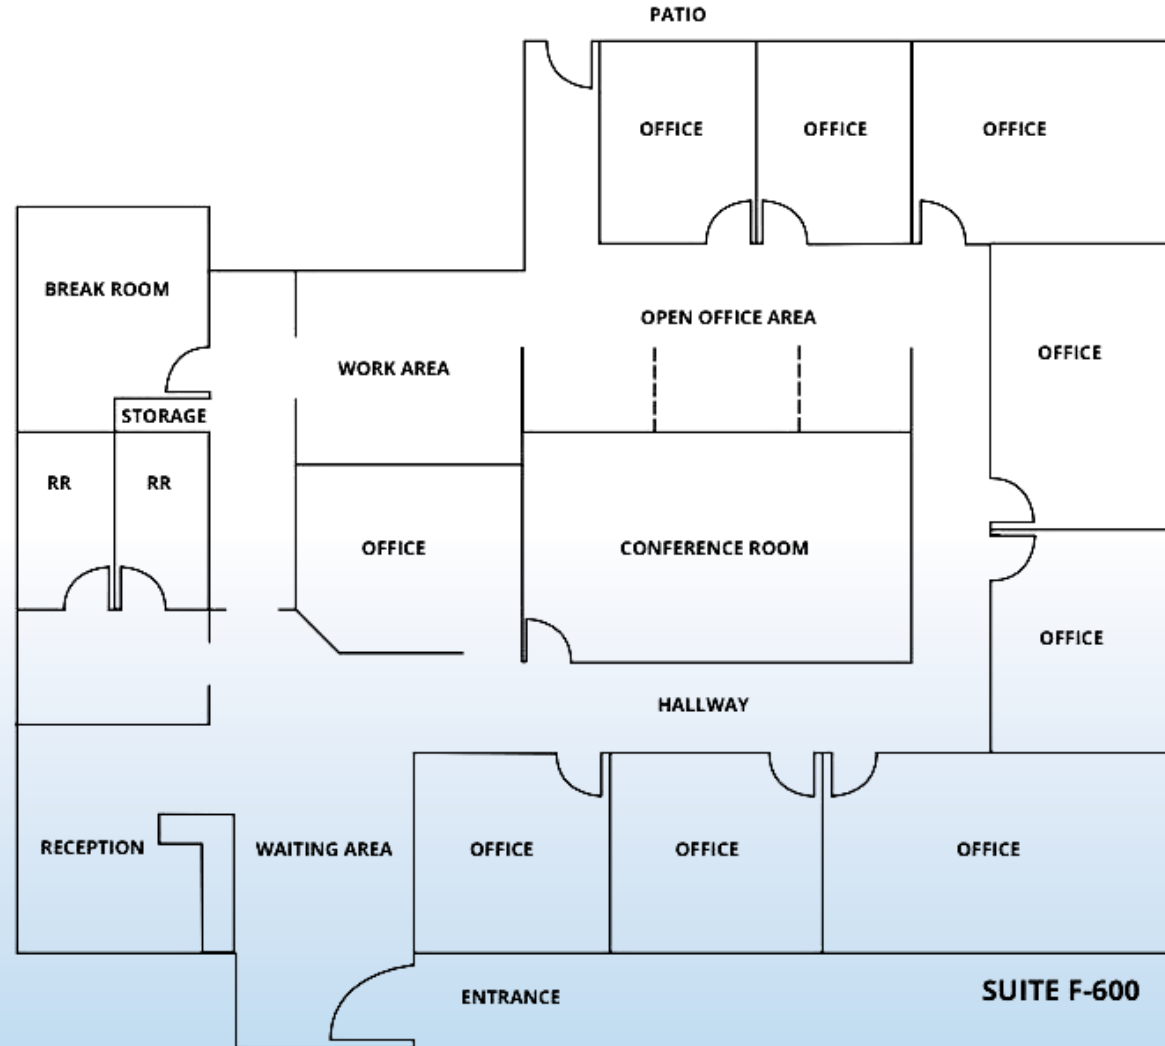 PATIO
OFFICE
OFFICE
OFFICE
BREAK ROOM
OPEN OFFICE AREA
OFFICE
WORK AREA
STORAGE
RR
RR
OFFICE
CONFERENCE ROOM
OFFICE
HALLWAY
RECEPTION
WAITING AREA
OFFICE
OFFICE
OFFICE
ENTRANCE
SUITE F-600